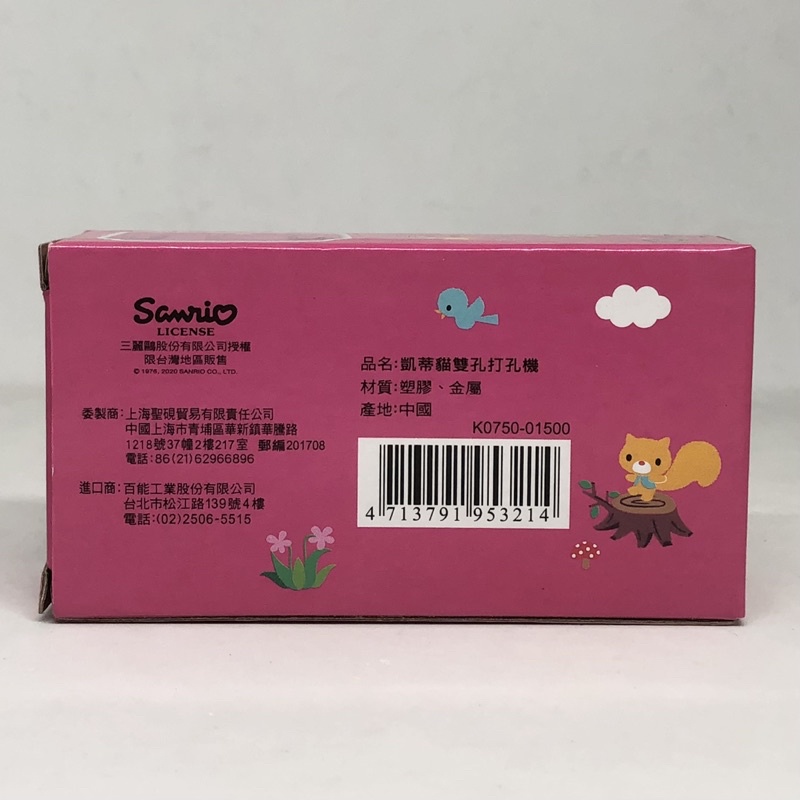 Sanrio
LICENSE
三麗鷗股份有限公司授權
限台灣地區販售
© 1976, 2020 SANRIO CO., LTD.
委製商:上海聖硯貿易有限責任公司
中國上海市青埔區華新鎮華騰路
1218號37幢2樓217室 郵編201708
電話:86(21)62966896
進口商:百能工業股份有限公司
台北市松江路139號4樓
電話:(02)2506-5515
品名:凱蒂貓雙孔打孔機
材質:塑膠、金屬
產地:中國
K0750-01500
4 713791 953214